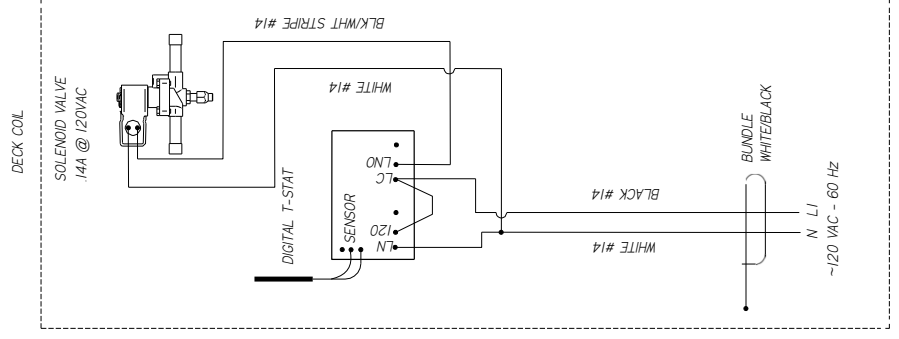 BLK/WHT STRIPE #14
WHITE #14
DECK COIL
SOLENOID VALVE
.14A @ 120VAC
DIGITAL T-STAT
SENSOR
LNO
LC
120
LN
BLACK #14
WHITE #14
BUNDLE
WHITE/BLACK
N L1
~120 VAC - 60 Hz